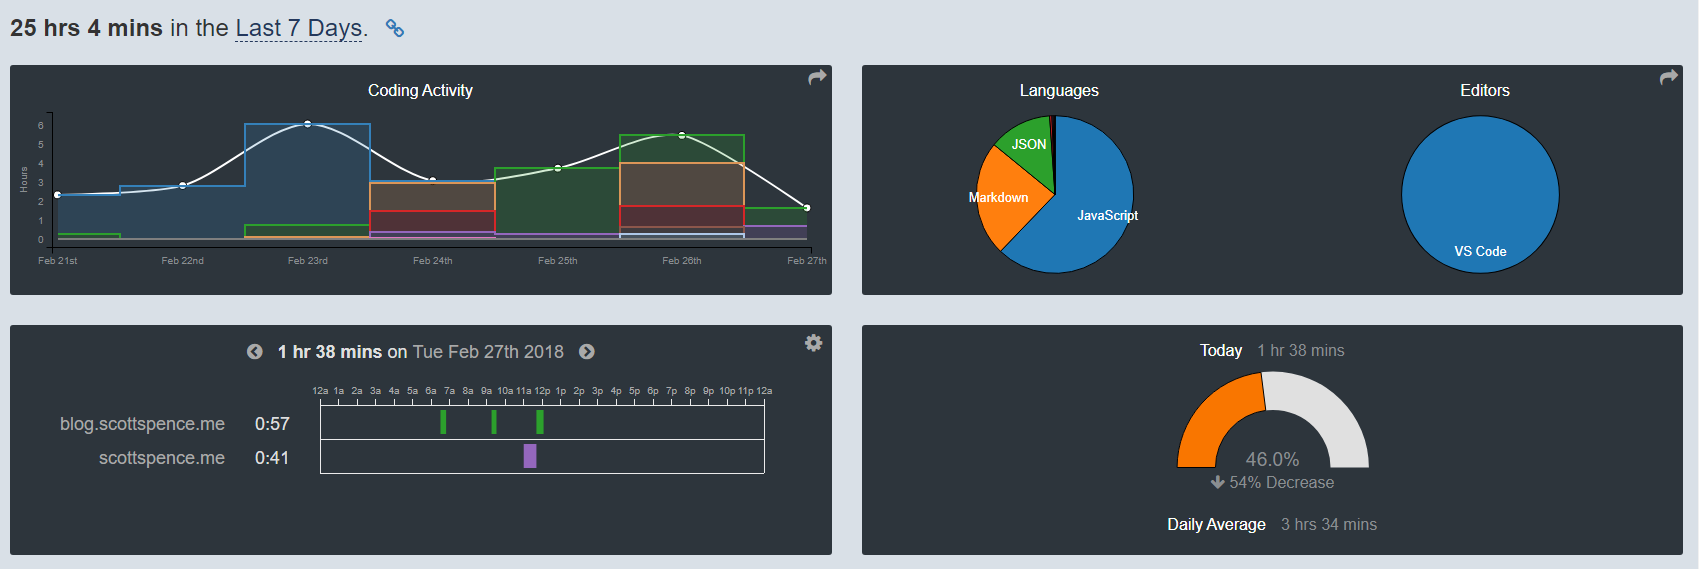 25 hrs 4 mins in the Last 7 Days.
Coding Activity
Hours
6
5
4
3
2
1
0
Feb 21st Feb 22nd Feb 23rd Feb 24th Feb 25th Feb 26th Feb 27th
Languages
JSON
Markdown
JavaScript
Editors
VS Code
1 hr 38 mins on Tue Feb 27th 2018
12a 1a 2a 3a 4a 5a 6a 7a 8a 9a 10a 11a 12p 1p 2p 3p 4p 5p 6p 7p 8p 9p 10p 11p 12a
blog.scottspence.me 0:57
scottspence.me 0:41
Today 1 hr 38 mins
46.0%
54% Decrease
Daily Average 3 hrs 34 mins